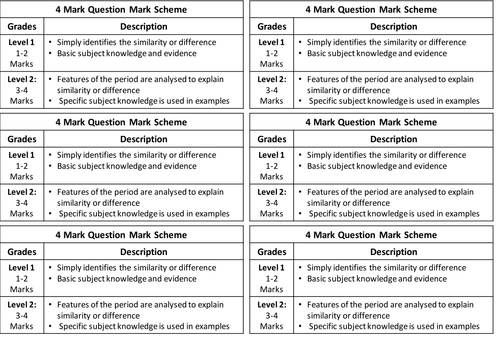 4 Mark Question Mark Scheme
Grades Description
Level 1 • Simply identifies the similarity or difference
1-2 • Basic subject knowledge and evidence
Marks
Level 2: • Features of the period are analysed to explain
3-4 similarity or difference
Marks • Specific subject knowledge is used in examples
4 Mark Question Mark Scheme
Grades Description
Level 1 • Simply identifies the similarity or difference
1-2 • Basic subject knowledge and evidence
Marks
Level 2: • Features of the period are analysed to explain
3-4 similarity or difference
Marks • Specific subject knowledge is used in examples
4 Mark Question Mark Scheme
Grades Description
Level 1 • Simply identifies the similarity or difference
1-2 • Basic subject knowledge and evidence
Marks
Level 2: • Features of the period are analysed to explain
3-4 similarity or difference
Marks • Specific subject knowledge is used in examples
4 Mark Question Mark Scheme
Grades Description
Level 1 • Simply identifies the similarity or difference
1-2 • Basic subject knowledge and evidence
Marks
Level 2: • Features of the period are analysed to explain
3-4 similarity or difference
Marks • Specific subject knowledge is used in examples
4 Mark Question Mark Scheme
Grades Description
Level 1 • Simply identifies the similarity or difference
1-2 • Basic subject knowledge and evidence
Marks
Level 2: • Features of the period are analysed to explain
3-4 similarity or difference
Marks • Specific subject knowledge is used in examples
4 Mark Question Mark Scheme
Grades Description
Level 1 • Simply identifies the similarity or difference
1-2 • Basic subject knowledge and evidence
Marks
Level 2: • Features of the period are analysed to explain
3-4 similarity or difference
Marks • Specific subject knowledge is used in examples